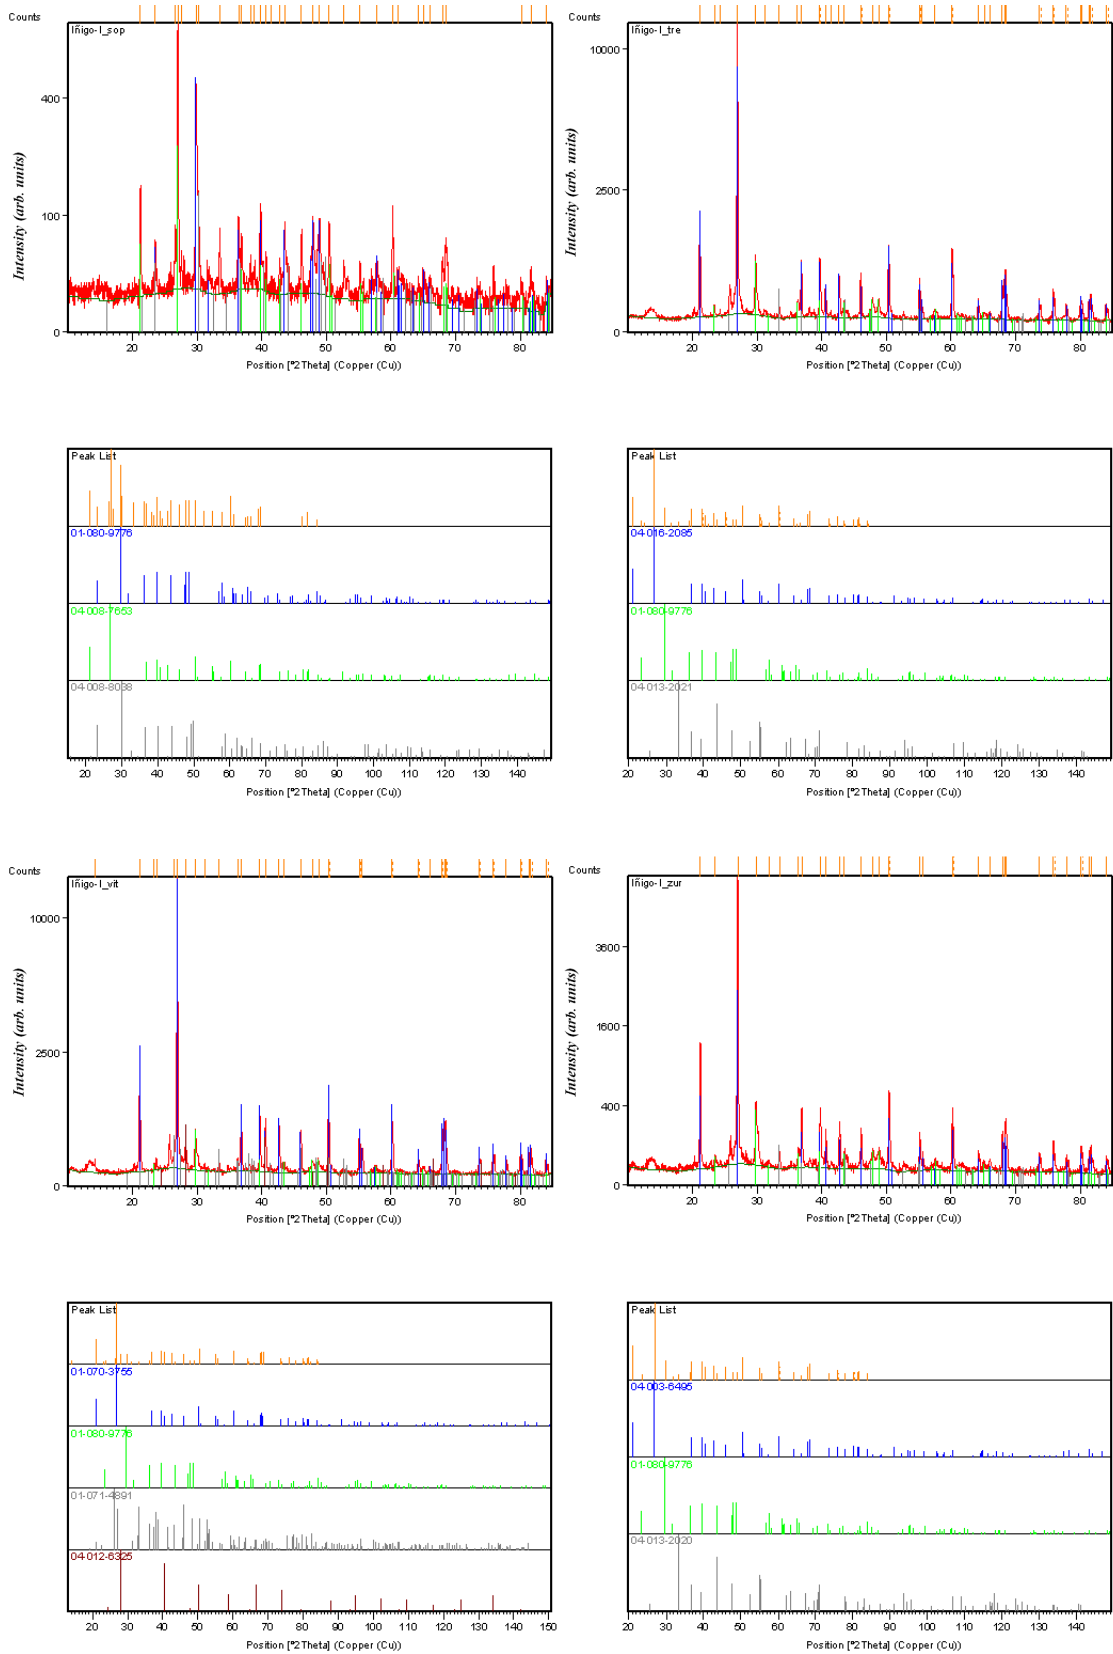 Counts
Iñigo-I_sop
400
100
0
Intensity (arb. units)
20 30 40 50 60 70 80
Position [°2Theta] (Copper (Cu))
Counts
Iñigo-I_tre
10000
2500
0
Intensity (arb. units)
20 30 40 50 60 70 80
Position [°2Theta] (Copper (Cu))
Peak List
01-080-9776
04-008-7653
04-008-8038
20 30 40 50 60 70 80 90 100 110 120 130 140
Position [°2Theta] (Copper (Cu))
Peak List
04-016-2085
01-080-9776
04-013-2021
20 30 40 50 60 70 80 90 100 110 120 130 140
Position [°2Theta] (Copper (Cu))
Counts
Iñigo-I_vit
10000
2500
0
Intensity (arb. units)
20 30 40 50 60 70 80
Position [°2Theta] (Copper (Cu))
Counts
Iñigo-I_zur
3600
1600
400
0
Intensity (arb. units)
20 30 40 50 60 70 80
Position [°2Theta] (Copper (Cu))
Peak List
01-070-3755
01-080-9776
01-071-4891
04-012-6325
20 30 40 50 60 70 80 90 100 110 120 130 140 150
Position [°2Theta] (Copper (Cu))
Peak List
04-003-6495
01-080-9776
04-013-2020
20 30 40 50 60 70 80 90 100 110 120 130 140
Position [°2Theta] (Copper (Cu))